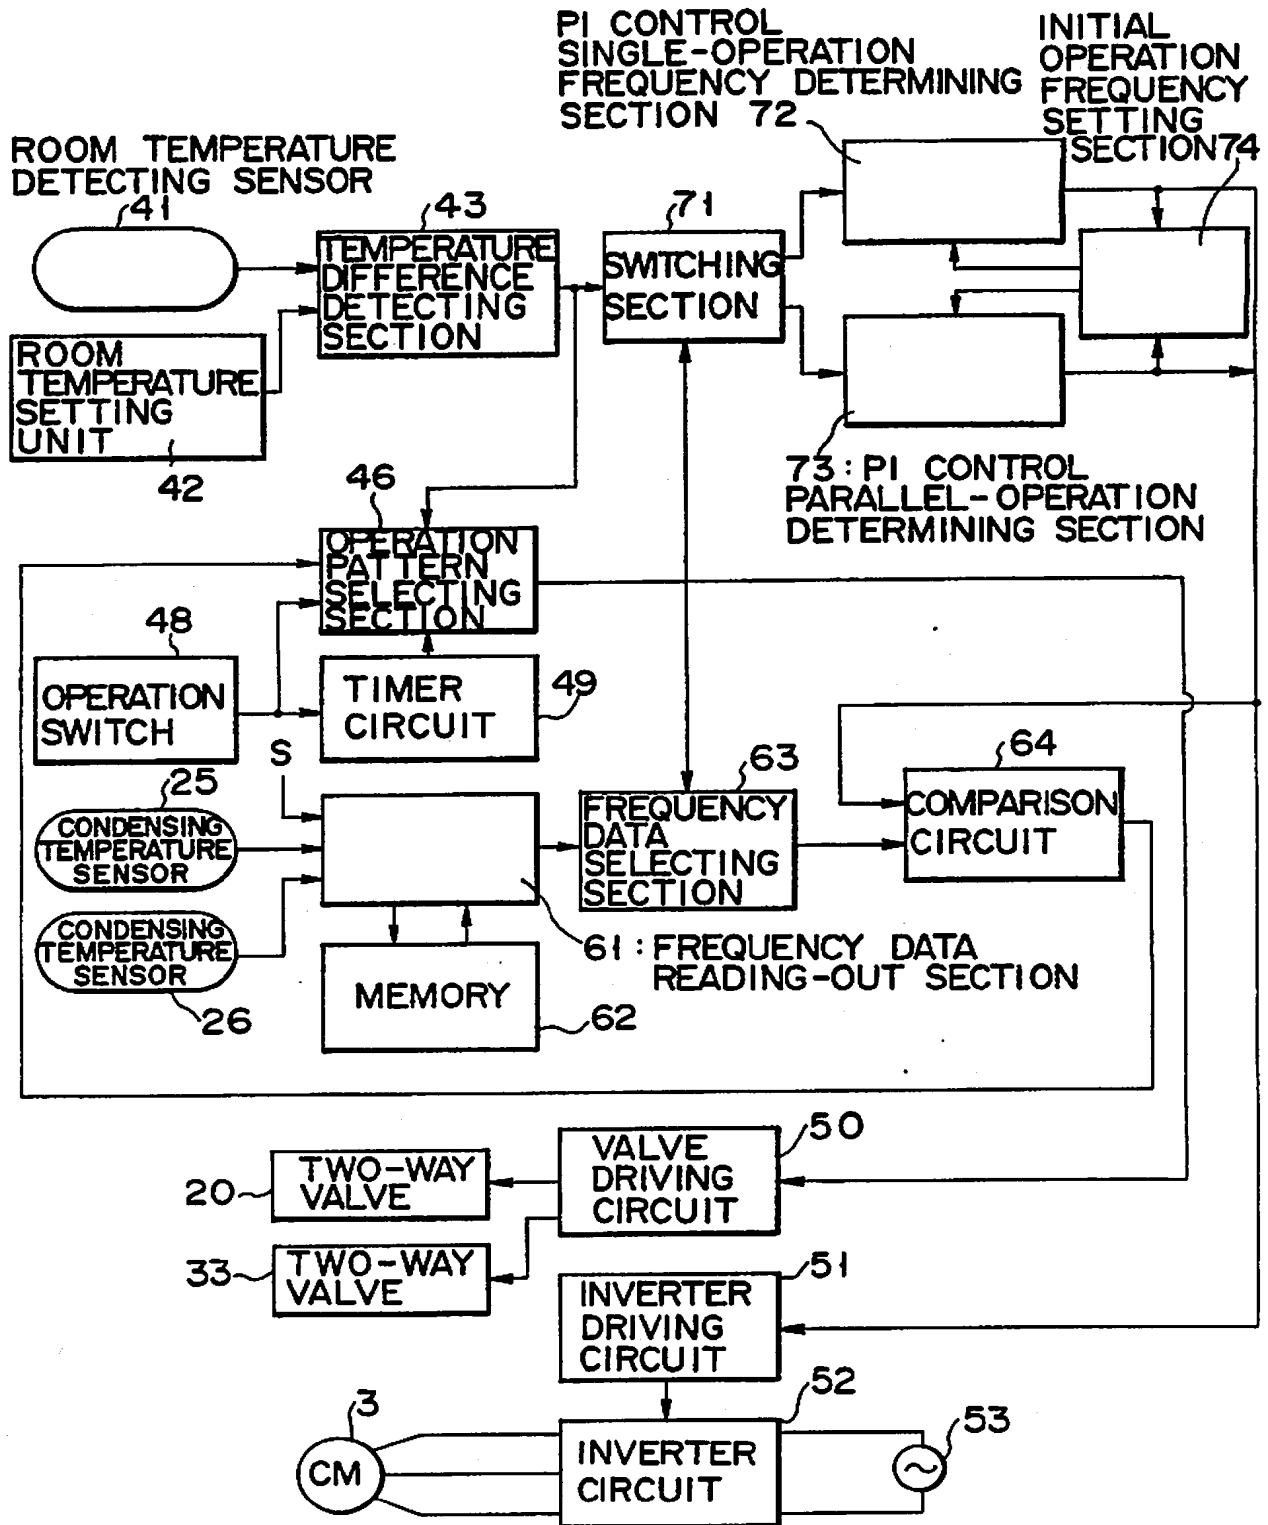 PI CONTROL
SINGLE-OPERATION
FREQUENCY DETERMINING
SECTION 72
INITIAL
OPERATION
FREQUENCY
SETTING
SECTION 74
ROOM TEMPERATURE
DETECTING SENSOR
41
43
71
TEMPERATURE
DIFFERENCE
DETECTING
SECTION
SWITCHING
SECTION
ROOM
TEMPERATURE
SETTING
UNIT
42
73: PI CONTROL
PARALLEL-OPERATION
DETERMINING SECTION
46
OPERATION
PATTERN
SELECTING
SECTION
48
OPERATION
SWITCH
TIMER
CIRCUIT
49
S
25
CONDENSING
TEMPERATURE
SENSOR
63
FREQUENCY
DATA
SELECTING
SECTION
64
COMPARISON
CIRCUIT
CONDENSING
TEMPERATURE
SENSOR
26
61: FREQUENCY DATA
READING-OUT SECTION
MEMORY
62
50
VALVE
DRIVING
CIRCUIT
20
TWO-WAY
VALVE
33
TWO-WAY
VALVE
51
INVERTER
DRIVING
CIRCUIT
52
INVERTER
CIRCUIT
3
CM
53